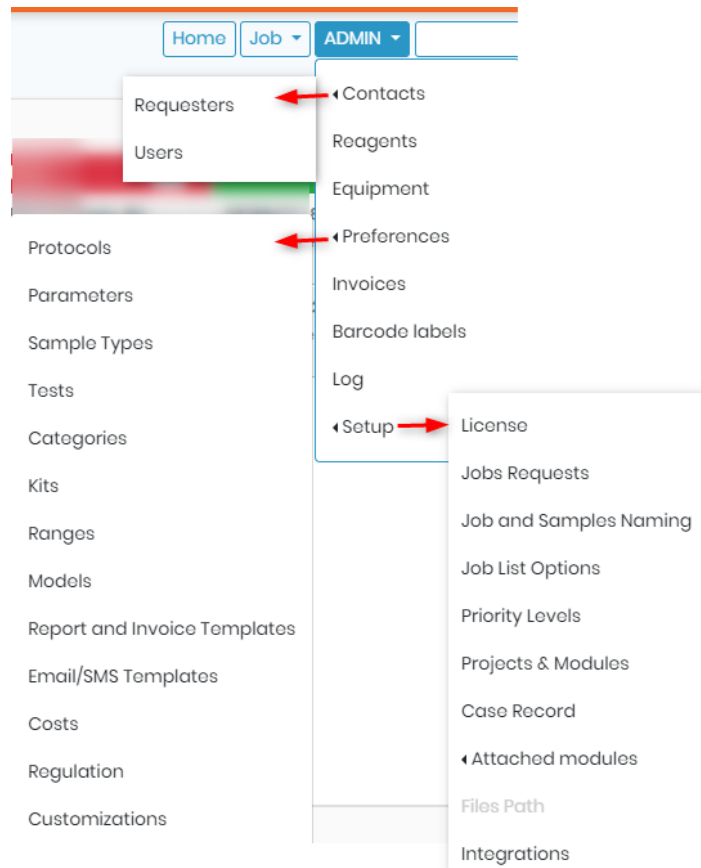 Home
Job
ADMIN
Contacts
Requesters
Reagents
Users
Equipment
Preferences
Protocols
Invoices
Parameters
Barcode labels
Sample Types
Log
Tests
Setup
Categories
Kits
Ranges
Models
Report and Invoice Templates
Email/SMS Templates
Costs
Regulation
Customizations
License
Jobs Requests
Job and Samples Naming
Job List Options
Priority Levels
Projects & Modules
Case Record
Attached modules
Files Path
Integrations